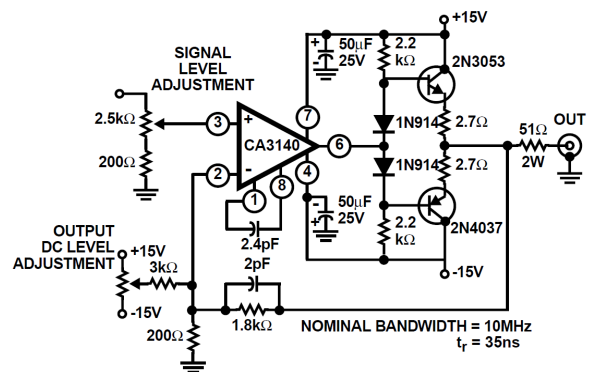 +15V
SIGNAL
LEVEL
ADJUSTMENT
+
-
50µF
25V
2.2
kΩ
2N3053
2.5kΩ
200Ω
3
+
7
CA3140
6
1N914
2.7Ω
51Ω
OUT
2W
2
-
4
1
8
1N914
2.7Ω
-
+
50µF
25V
2.2
kΩ
2N4037
2.4pF
-15V
OUTPUT
DC LEVEL
ADJUSTMENT
+15V
3kΩ
-15V
2pF
1.8kΩ
200Ω
NOMINAL BANDWIDTH = 10MHz
tr = 35ns